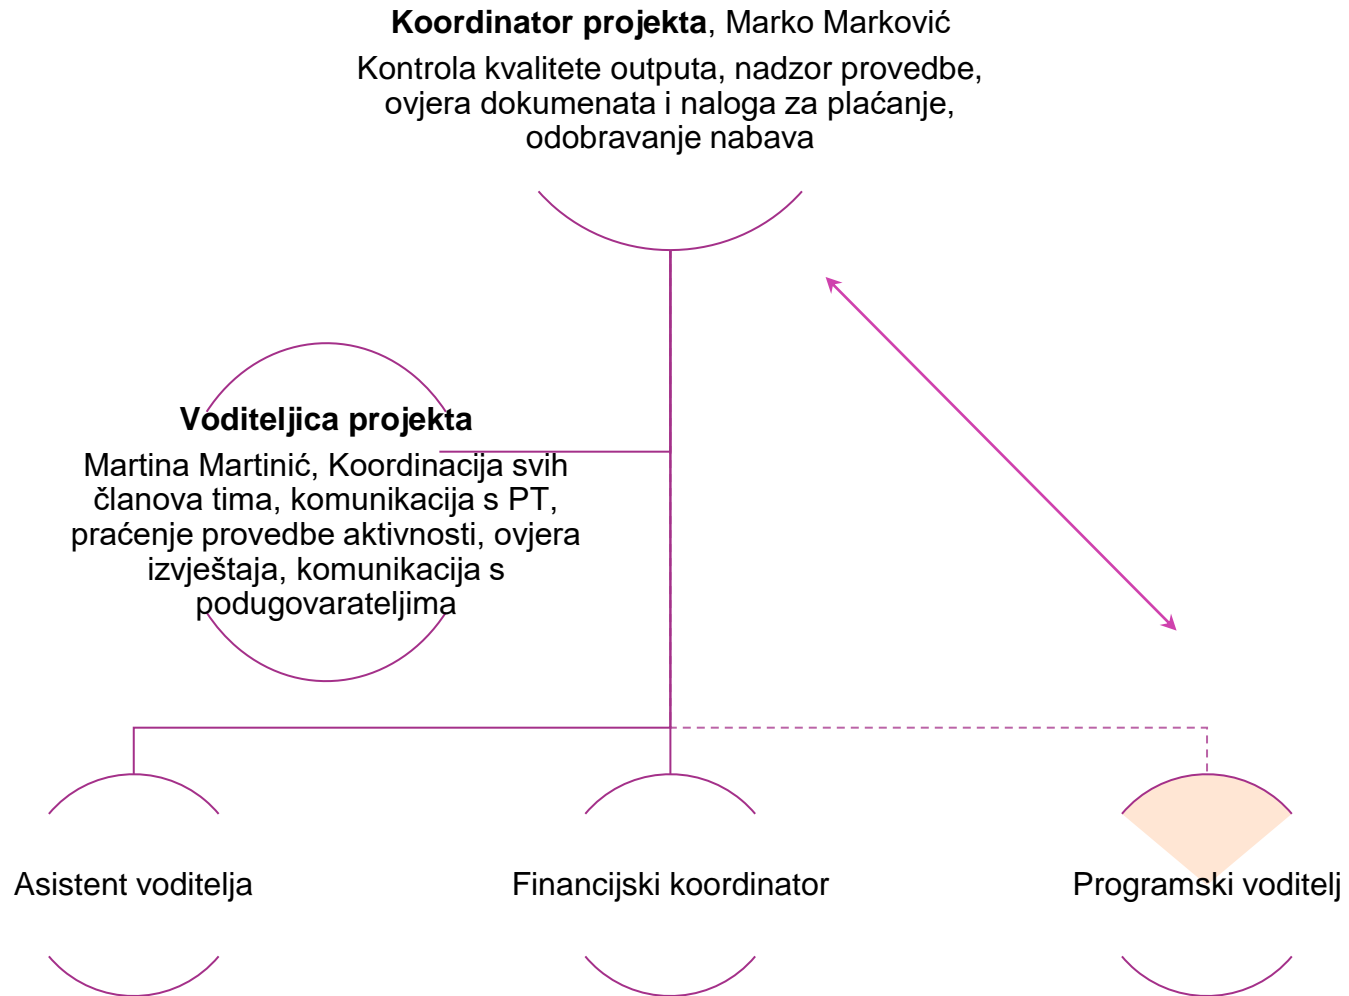 Koordinator projekta, Marko Marković
Kontrola kvalitete outputa, nadzor provedbe,
ovjera dokumenata i naloga za plaćanje,
odobravanje nabava
Voditeljica projekta
Martina Martinić, Koordinacija svih
članova tima, komunikacija s PT,
praćenje provedbe aktivnosti, ovjera
izvještaja, komunikacija s
podugovarateljima
Asistent voditelja
Financijski koordinator
Programski voditelj